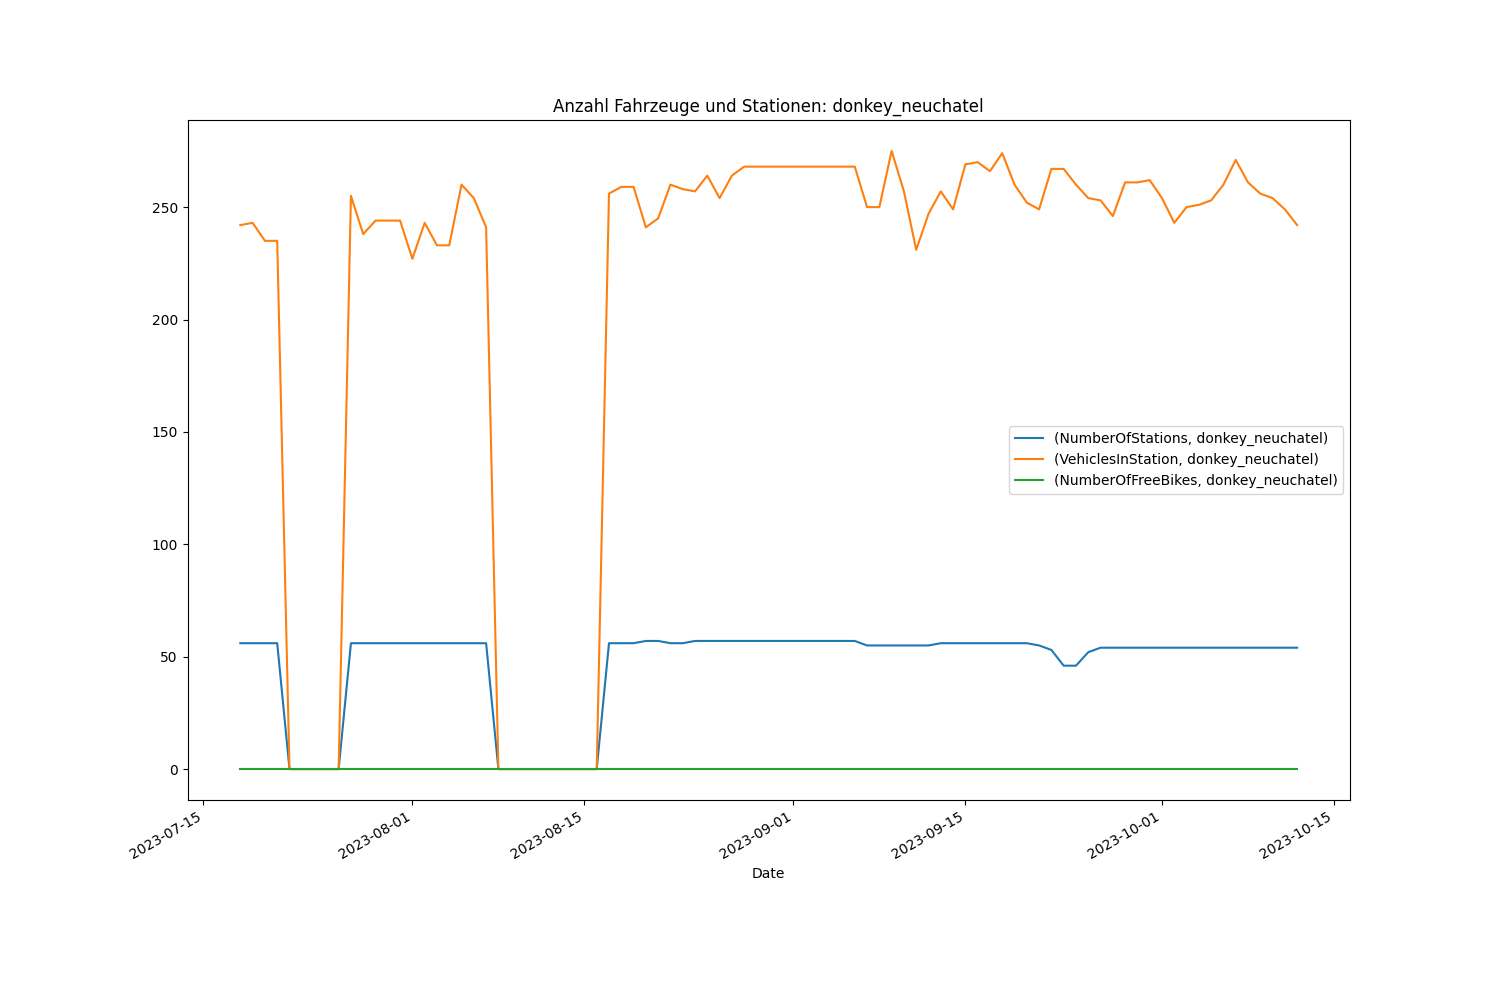 Anzahl Fahrzeuge und Stationen: donkey_neuchatel
250
200
150
100
50
0
(NumberOfStations, donkey_neuchatel)
(VehiclesInStation, donkey_neuchatel)
(NumberOfFreeBikes, donkey_neuchatel)
2023-07-15
2023-08-01
2023-08-15
2023-09-01
2023-09-15
2023-10-01
2023-10-15
Date